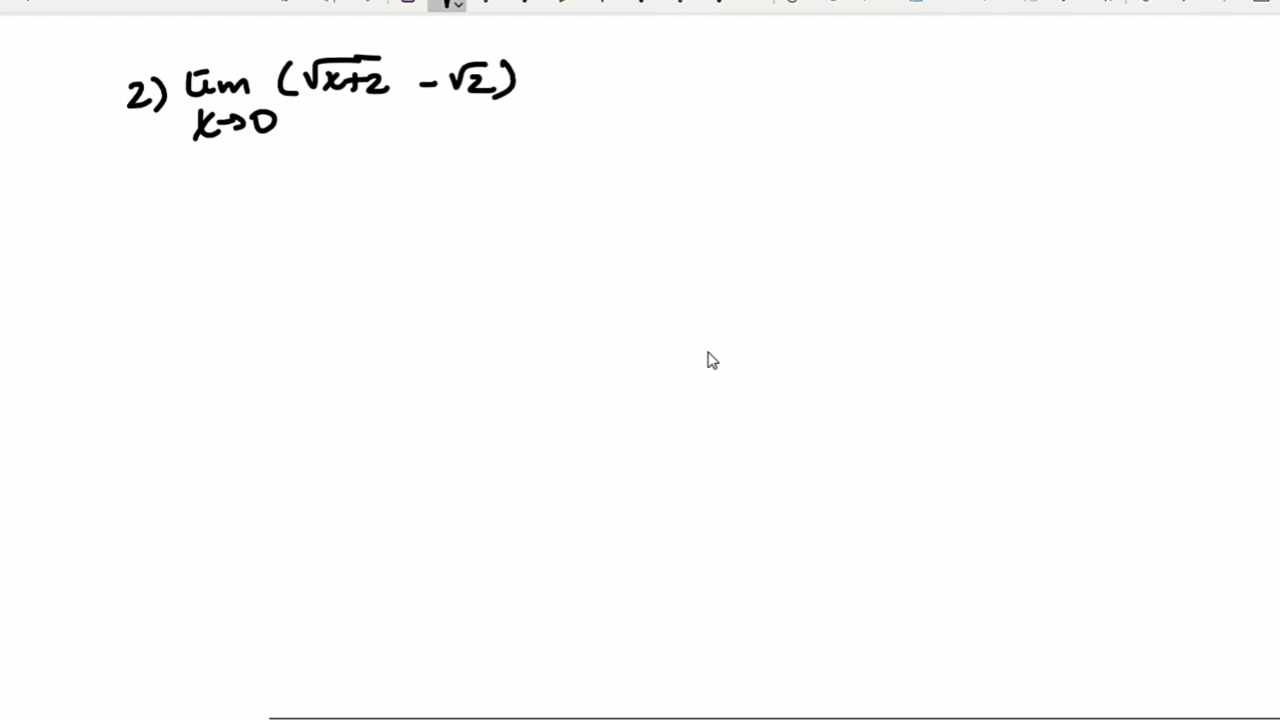 2) lim (√x+2 - √2)
x→0